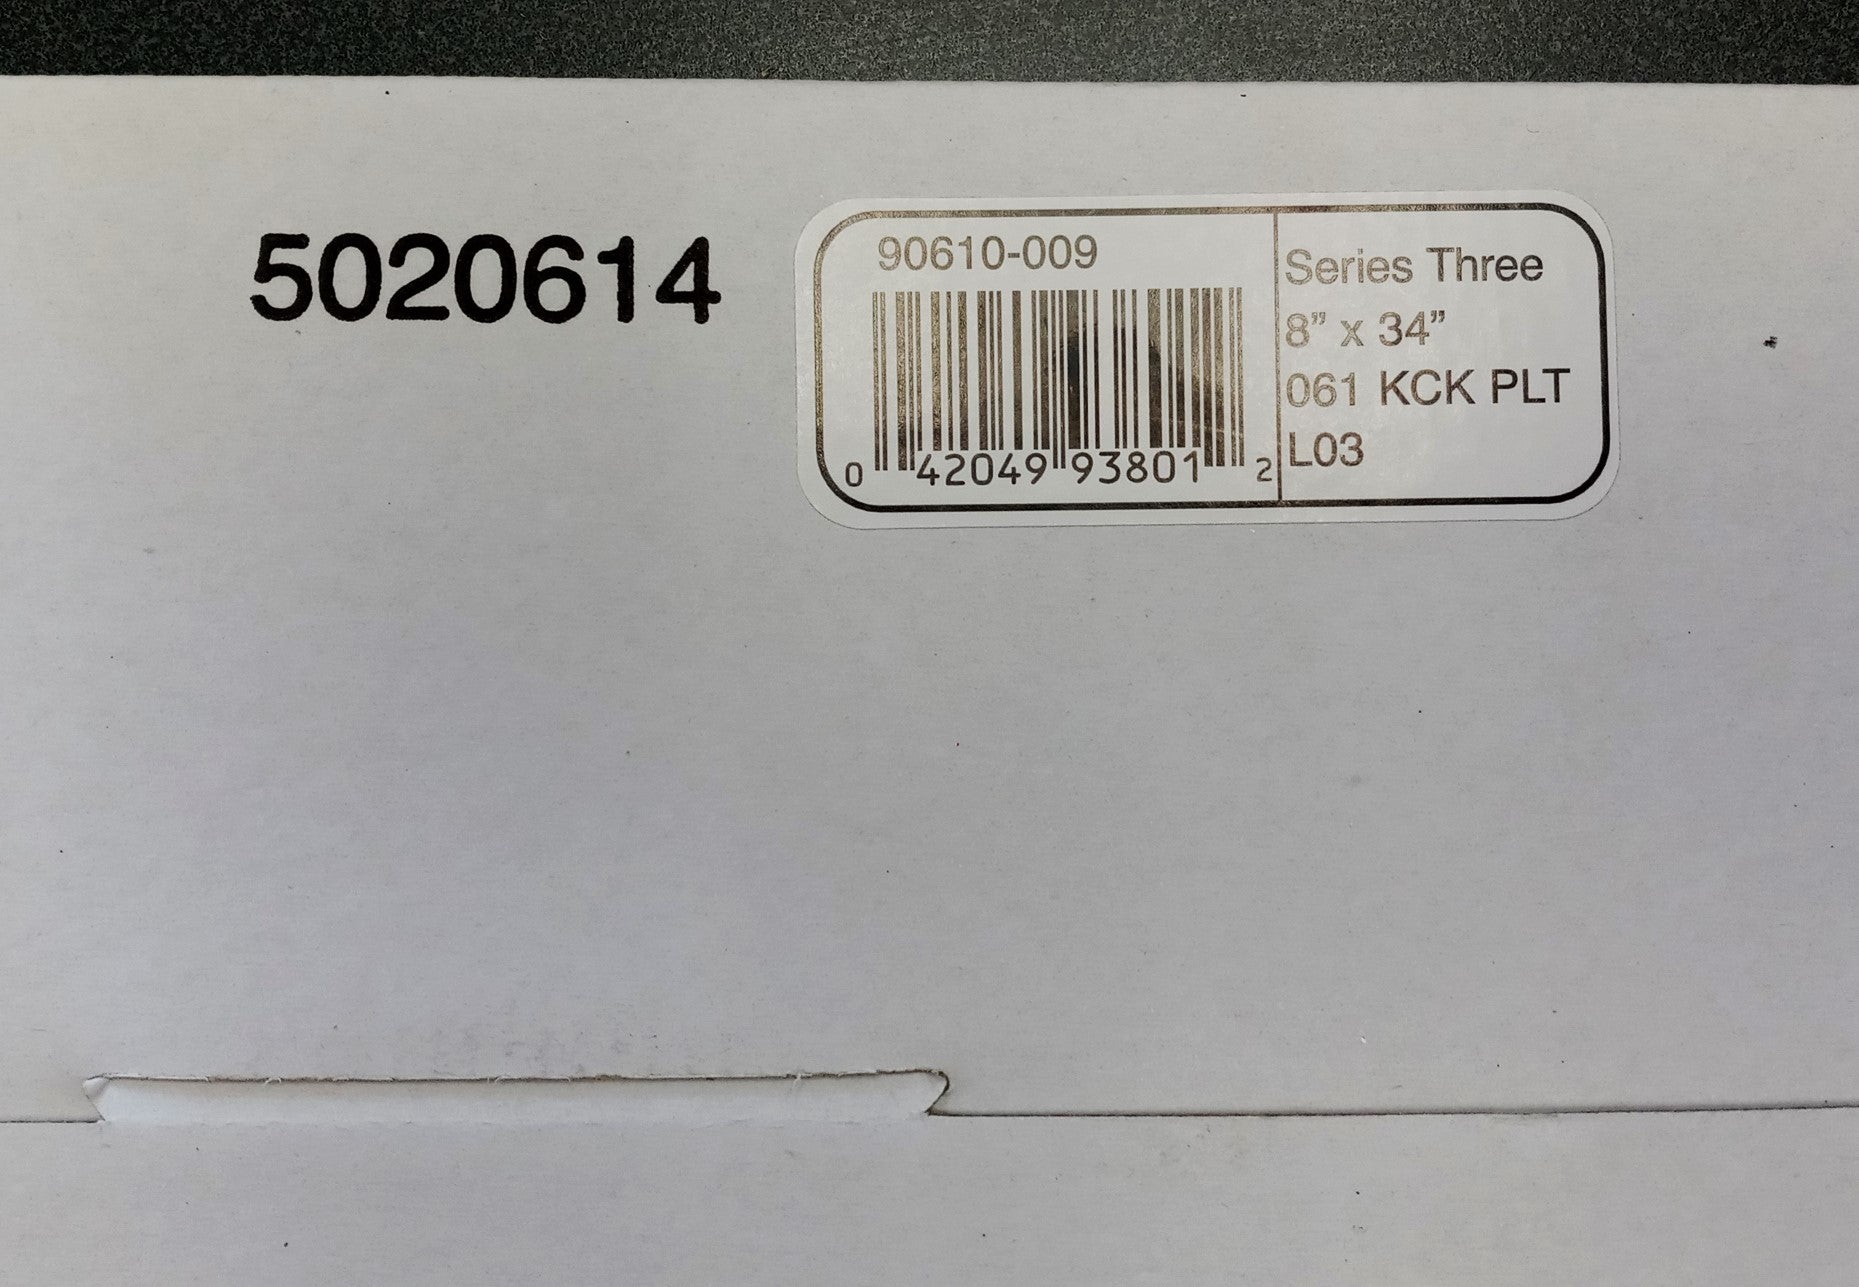 5020614
90610-009
0 42049 93801 2
Series Three
8” x 34”
061 KCK PLT
L03